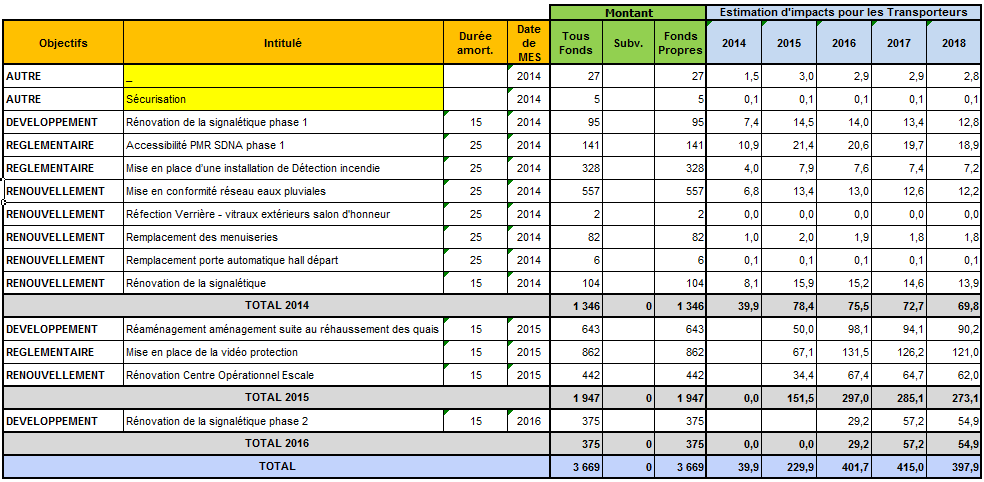 Montant Estimation d'impacts pour les Transporteurs
Objectifs Intitulé Durée amort. Date de MES Tous Fonds Subv. Fonds Propres 2014 2015 2016 2017 2018
AUTRE _ 2014 27 27 1,5 3,0 2,9 2,9 2,8
AUTRE Sécurisation 2014 5 5 0,1 0,1 0,1 0,1 0,1
DEVELOPPEMENT Rénovation de la signalétique phase 1 15 2014 95 95 7,4 14,5 14,0 13,4 12,8
REGLEMENTAIRE Accessibilité PMR SDNA phase 1 25 2014 141 141 10,9 21,4 20,6 19,7 18,9
REGLEMENTAIRE Mise en place d'une installation de Détection incendie 25 2014 328 328 4,0 7,9 7,6 7,4 7,2
RENOUVELLEMENT Mise en conformité réseau eaux pluviales 25 2014 557 557 6,8 13,4 13,0 12,6 12,2
RENOUVELLEMENT Réfection Verrière - vitraux extérieurs salon d'honneur 25 2014 2 2 0,0 0,0 0,0 0,0 0,0
RENOUVELLEMENT Remplacement des menuiseries 25 2014 82 82 1,0 2,0 1,9 1,8 1,8
RENOUVELLEMENT Remplacement porte automatique hall départ 25 2014 6 6 0,1 0,1 0,1 0,1 0,1
RENOUVELLEMENT Rénovation de la signalétique 15 2014 104 104 8,1 15,9 15,2 14,6 13,9
TOTAL 2014 1 346 0 1 346 39,9 78,4 75,5 72,7 69,8
DEVELOPPEMENT Réaménagement aménagement suite au réhaussement des quais 15 2015 643 643 50,0 98,1 94,1 90,2
REGLEMENTAIRE Mise en place de la vidéo protection 15 2015 862 862 67,1 131,5 126,2 121,0
RENOUVELLEMENT Rénovation Centre Opérationnel Escale 15 2015 442 442 34,4 67,4 64,7 62,0
TOTAL 2015 1 947 0 1 947 0,0 151,5 297,0 285,1 273,1
DEVELOPPEMENT Rénovation de la signalétique phase 2 15 2016 375 375 29,2 57,2 54,9
TOTAL 2016 375 0 375 0,0 0,0 29,2 57,2 54,9
TOTAL 3 669 0 3 669 39,9 229,9 401,7 415,0 397,9